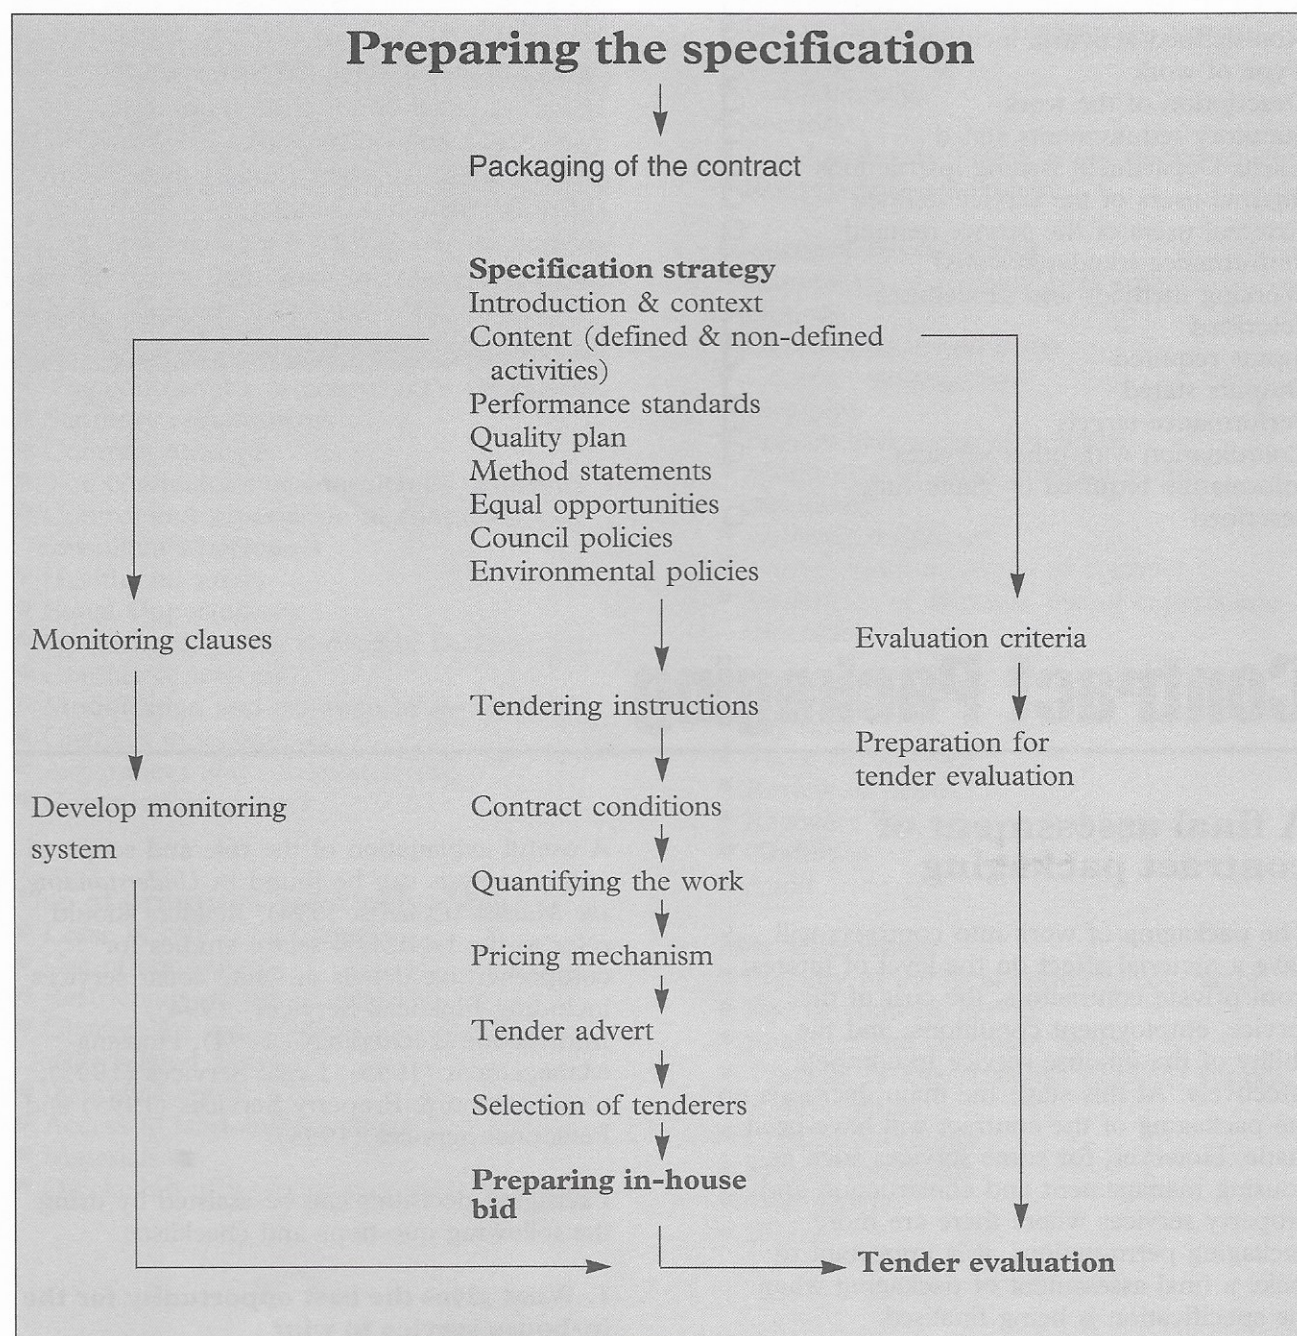 Preparing the specification
Packaging of the contract
Specification strategy
Introduction & context
Content (defined & non-defined
activities)
Performance standards
Quality plan
Method statements
Equal opportunities
Council policies
Environmental policies
Monitoring clauses
Evaluation criteria
Tendering instructions
Preparation for
tender evaluation
Develop monitoring
system
Contract conditions
Quantifying the work
Pricing mechanism
Tender advert
Selection of tenderers
Preparing in-house
bid
Tender evaluation